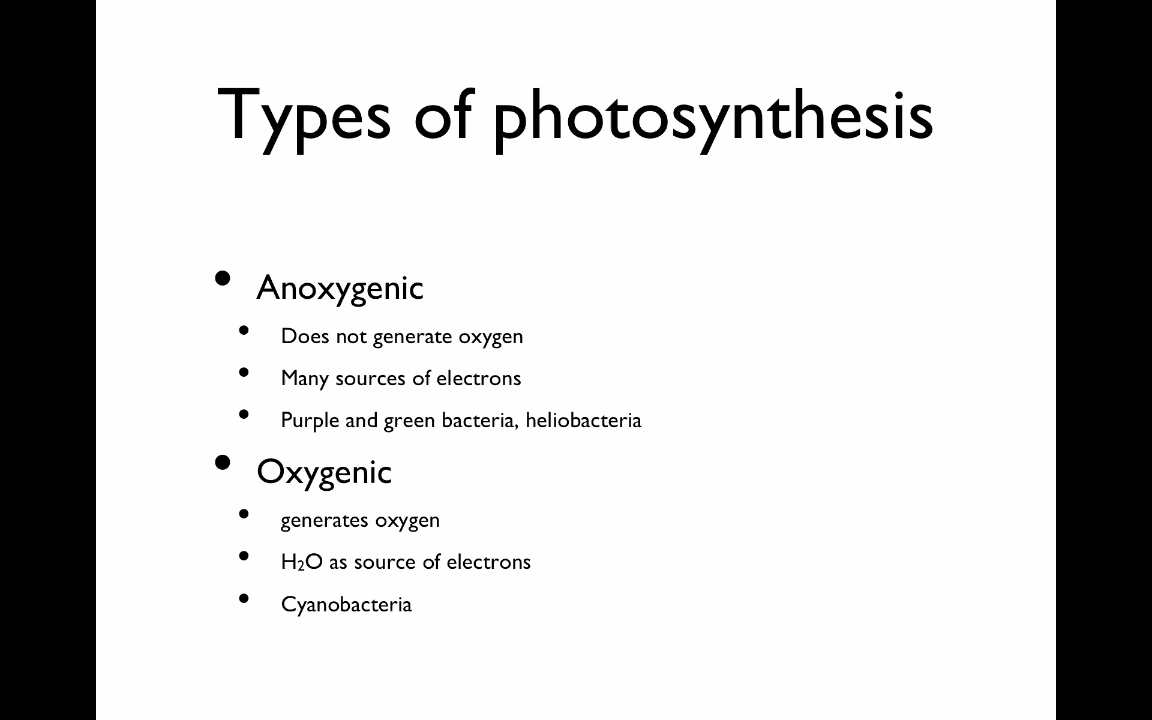 Types of photosynthesis
• Anoxygenic
• Does not generate oxygen
• Many sources of electrons
• Purple and green bacteria, heliobacteria
• Oxygenic
• generates oxygen
• H₂O as source of electrons
• Cyanobacteria